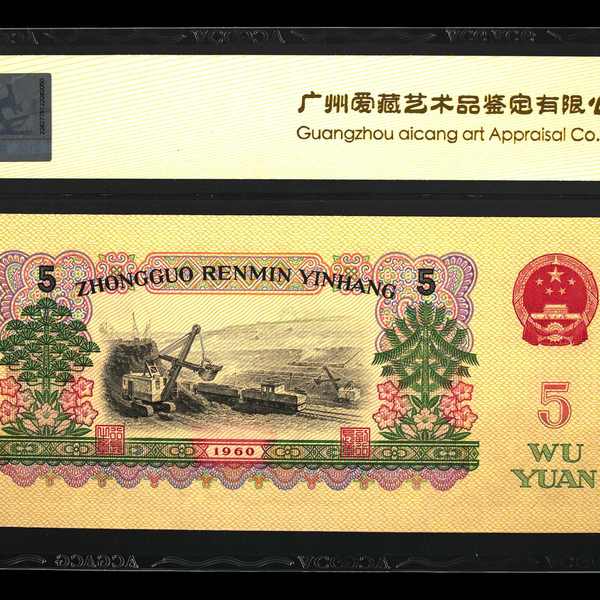 广州爱藏艺术品鉴定有限公
Guangzhou aicang art Appraisal Co.
5
ZHONGGUO RENMIN YINHANG
5
5
WU
YUAN
1960